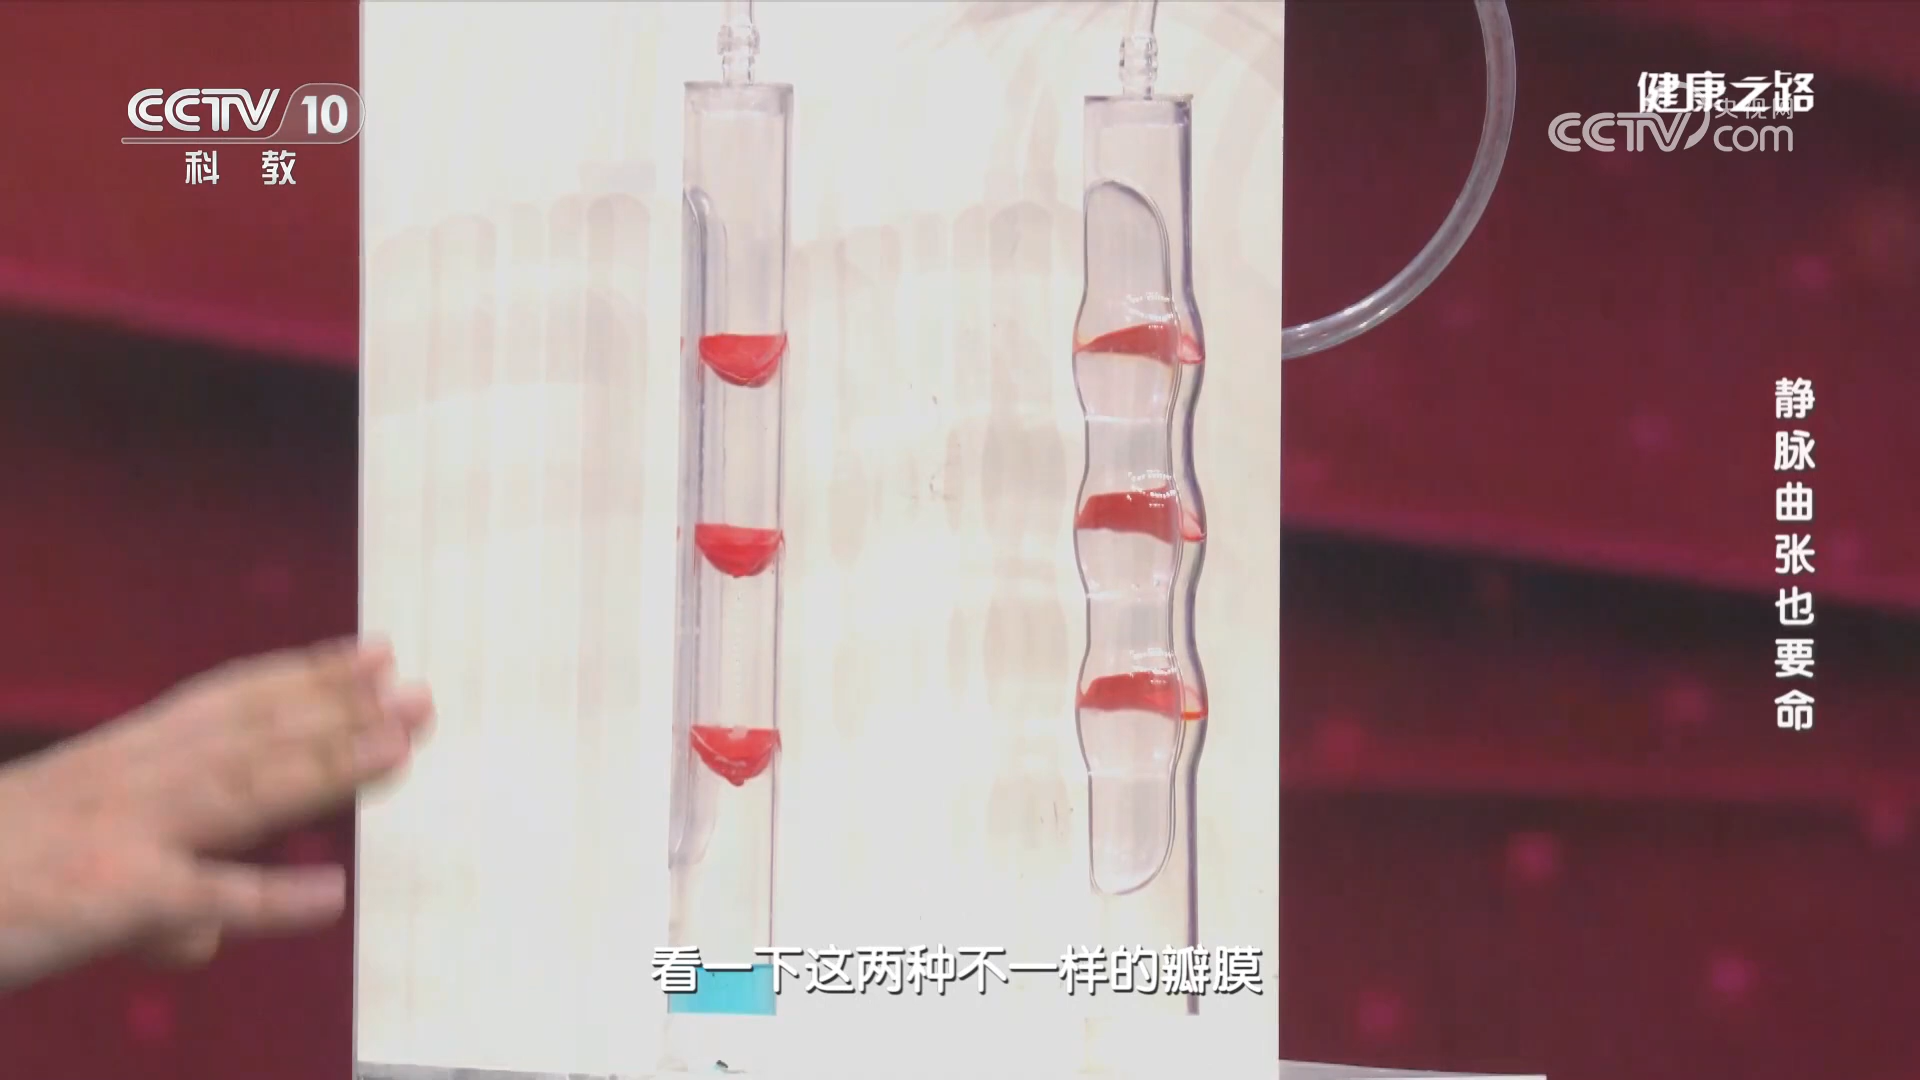 CCTV 10
科 教
健康之路
央视网
CCTV.com
静脉曲张也要命
看一下这两种不一样的瓣膜